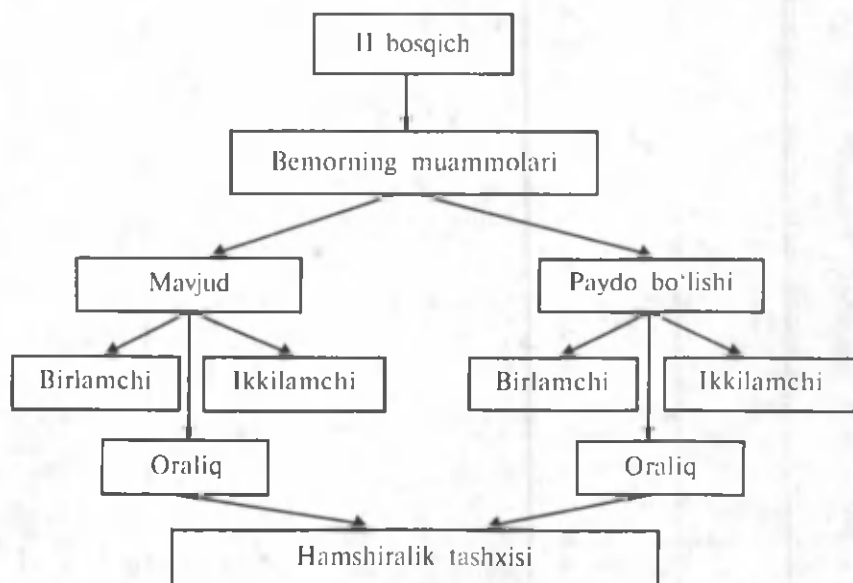 II bosqich
Bemorning muammolari
Mavjud
Paydo bo‘lishi
Birlamchi
Ikkilamchi
Birlamchi
Ikkilamchi
Oraliq
Oraliq
Hamshiralik tashxisi